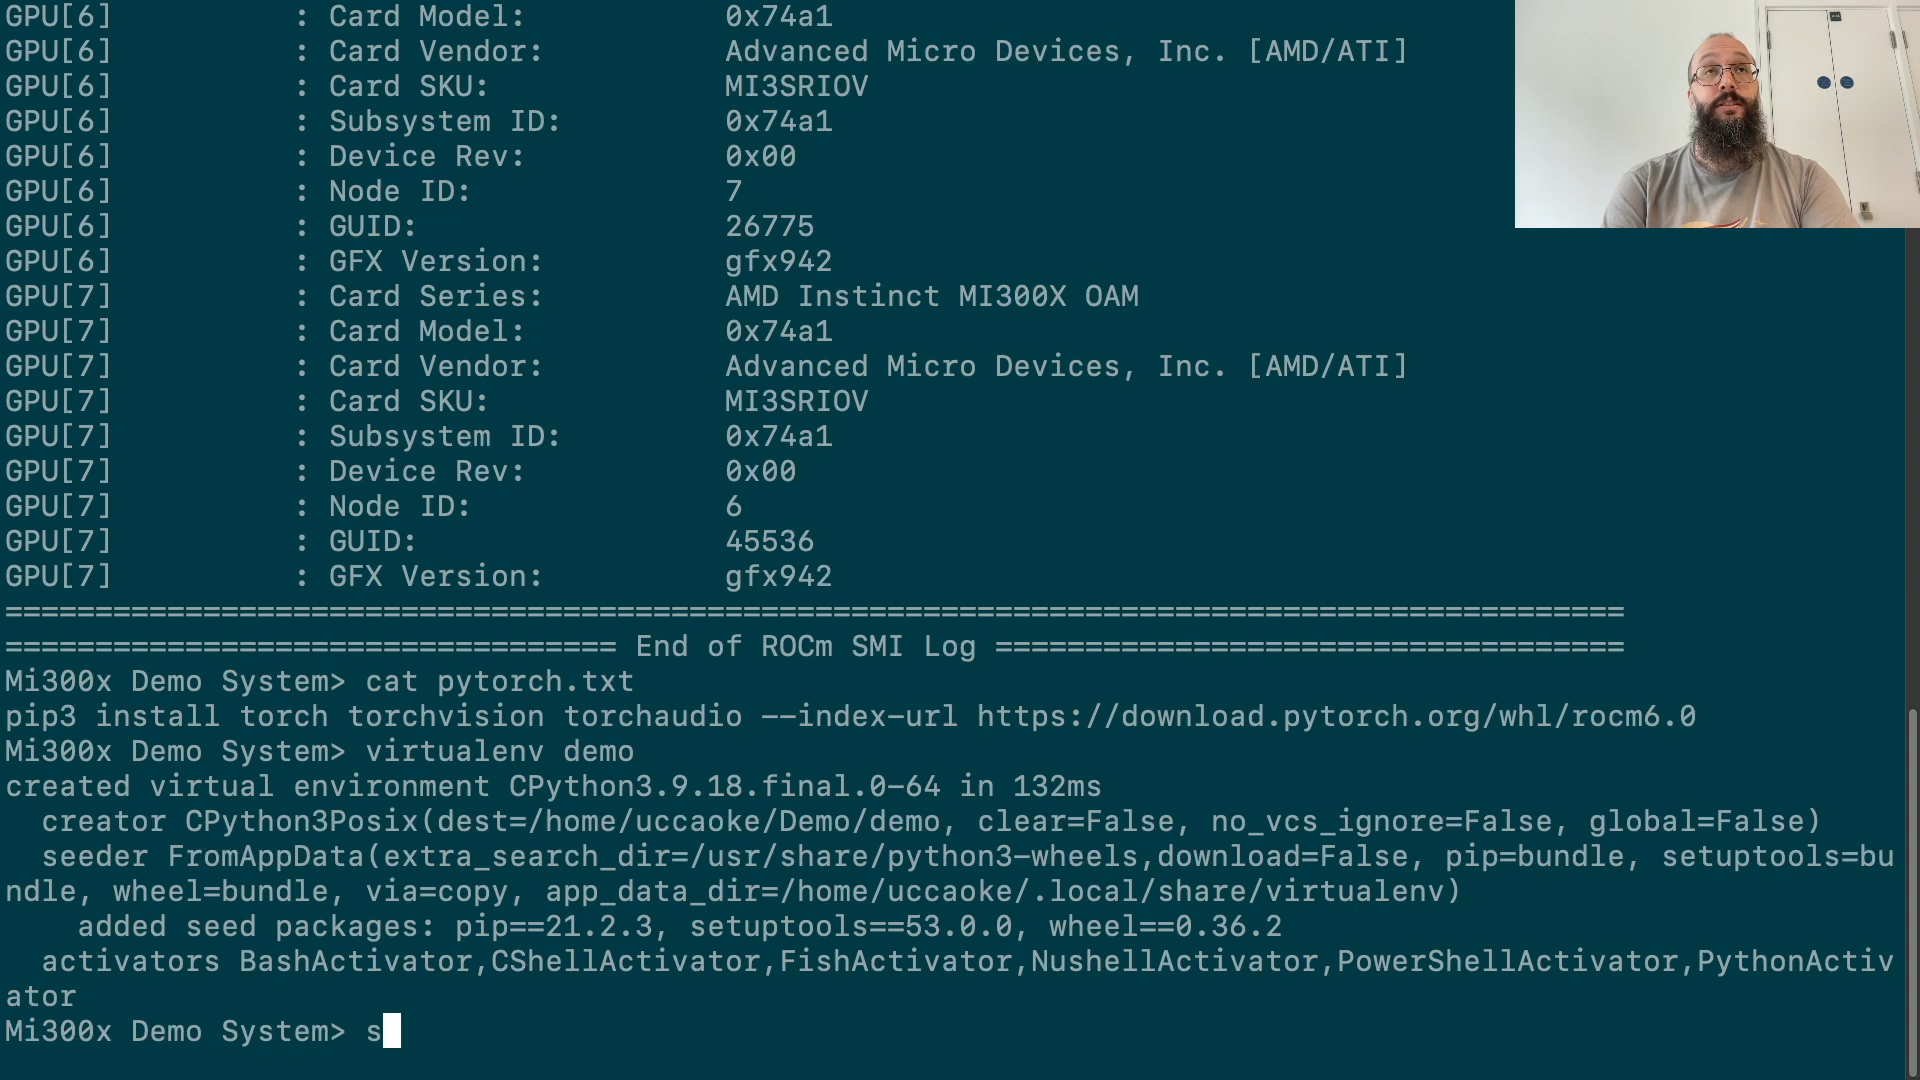 GPU[6] : Card Model: 0x74a1
GPU[6] : Card Vendor: Advanced Micro Devices, Inc. [AMD/ATI]
GPU[6] : Card SKU: MI3SRIOV
GPU[6] : Subsystem ID: 0x74a1
GPU[6] : Device Rev: 0x00
GPU[6] : Node ID: 7
GPU[6] : GUID: 26775
GPU[6] : GFX Version: gfx942
GPU[7] : Card Series: AMD Instinct MI300X OAM
GPU[7] : Card Model: 0x74a1
GPU[7] : Card Vendor: Advanced Micro Devices, Inc. [AMD/ATI]
GPU[7] : Card SKU: MI3SRIOV
GPU[7] : Subsystem ID: 0x74a1
GPU[7] : Device Rev: 0x00
GPU[7] : Node ID: 6
GPU[7] : GUID: 45536
GPU[7] : GFX Version: gfx942
==========================================================================================
================================== End of ROCm SMI Log ===================================
Mi300x Demo System> cat pytorch.txt
pip3 install torch torchvision torchaudio --index-url https://download.pytorch.org/whl/rocm6.0
Mi300x Demo System> virtualenv demo
created virtual environment CPython3.9.18.final.0-64 in 132ms
creator CPython3Posix(dest=/home/uccaoke/Demo/demo, clear=False, no_vcs_ignore=False, global=False)
seeder FromAppData(extra_search_dir=/usr/share/python3-wheels,download=False, pip=bundle, setuptools=bu
ndle, wheel=bundle, via=copy, app_data_dir=/home/uccaoke/.local/share/virtualenv)
added seed packages: pip==21.2.3, setuptools==53.0.0, wheel==0.36.2
activators BashActivator,CShellActivator,FishActivator,NushellActivator,PowerShellActivator,PythonActiv
ator
Mi300x Demo System> s